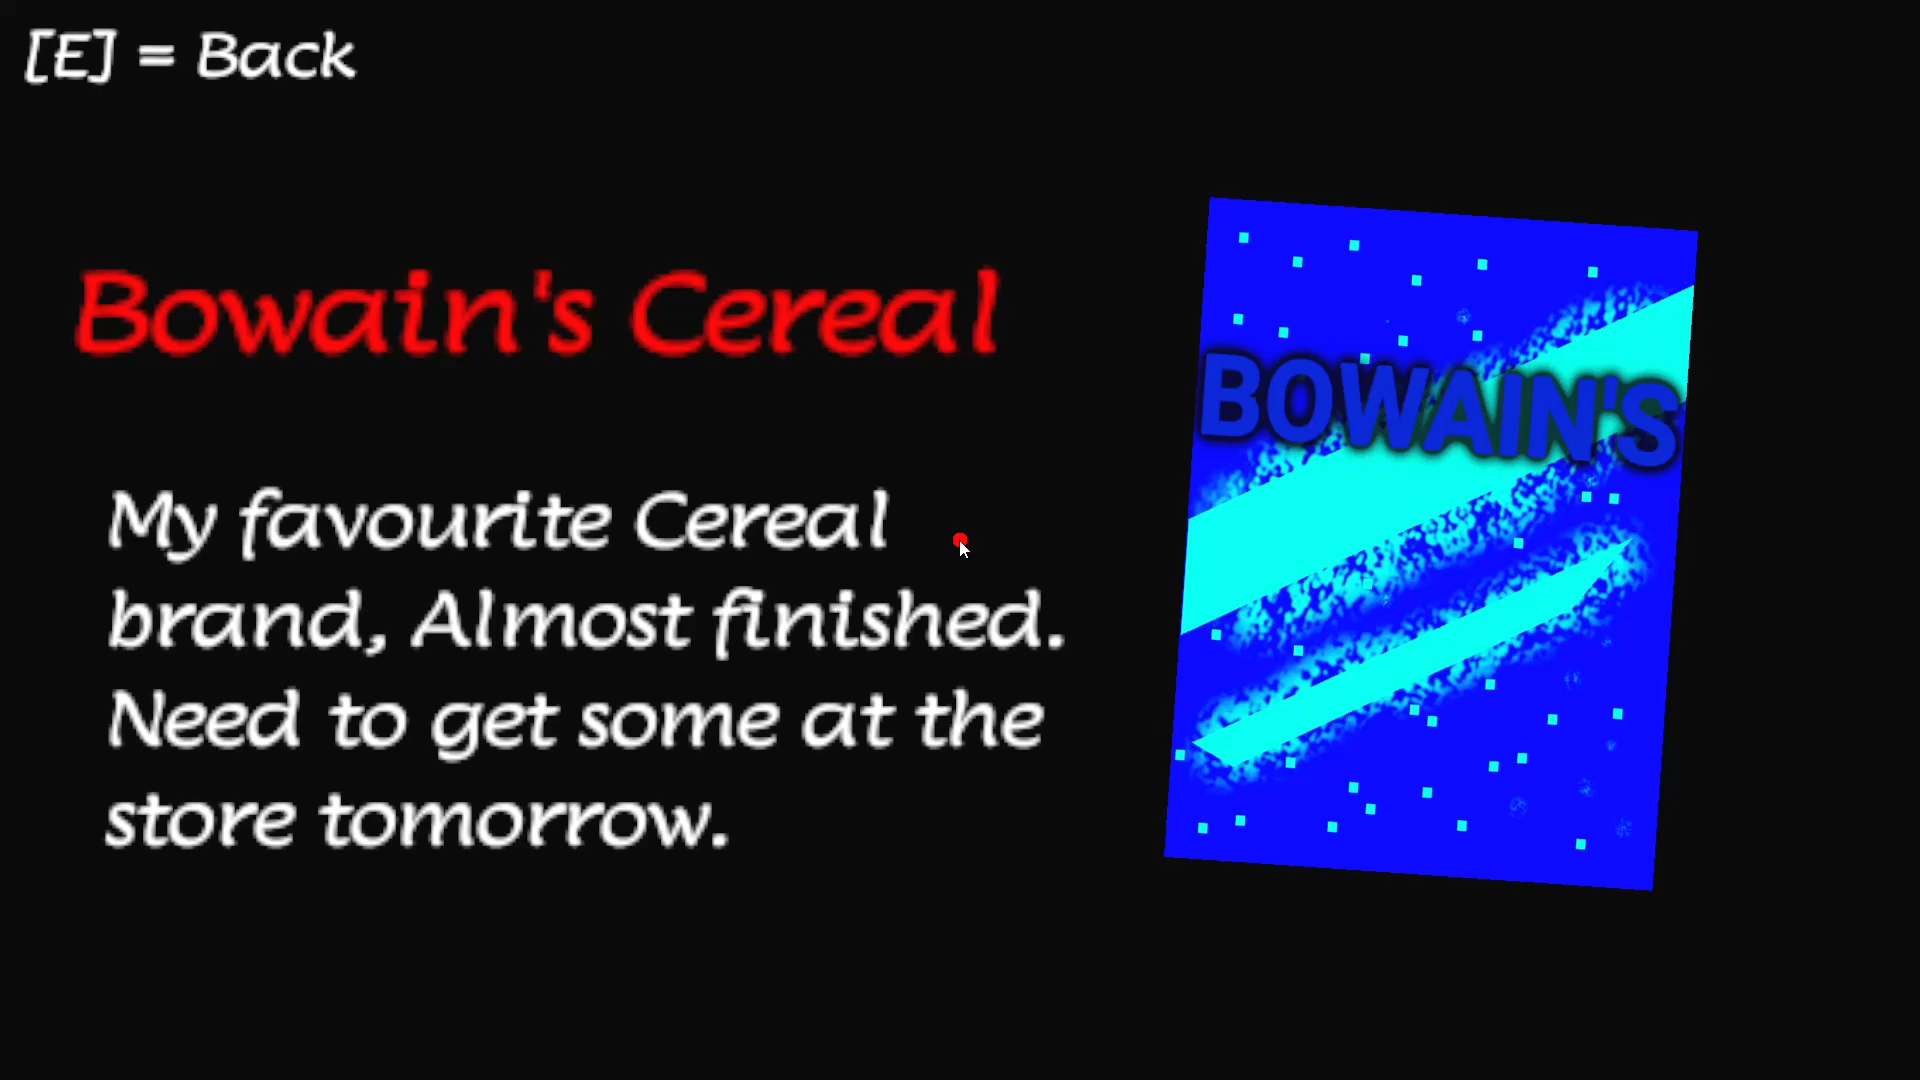 [E] = Back
Bowain's Cereal
My favourite Cereal
brand, Almost finished.
Need to get some at the
store tomorrow.
BOWAIN'S